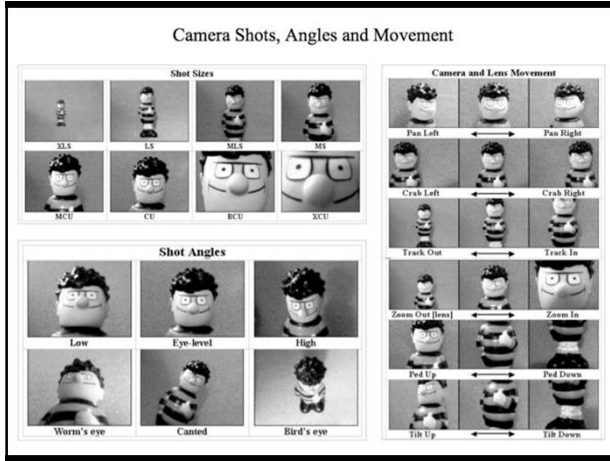 Camera Shots, Angles and Movement
Shot Sizes
XLS LS MLS MS
MCU CU BCU XCU
Shot Angles
Low Eye-level High
Worm's eye Canted Bird's eye
Camera and Lens Movement
Pan Left Pan Right
Crab Left Crab Right
Track Out Track In
Zoom Out [lens] Zoom In
Ped Up Ped Down
Tilt Up Tilt Down